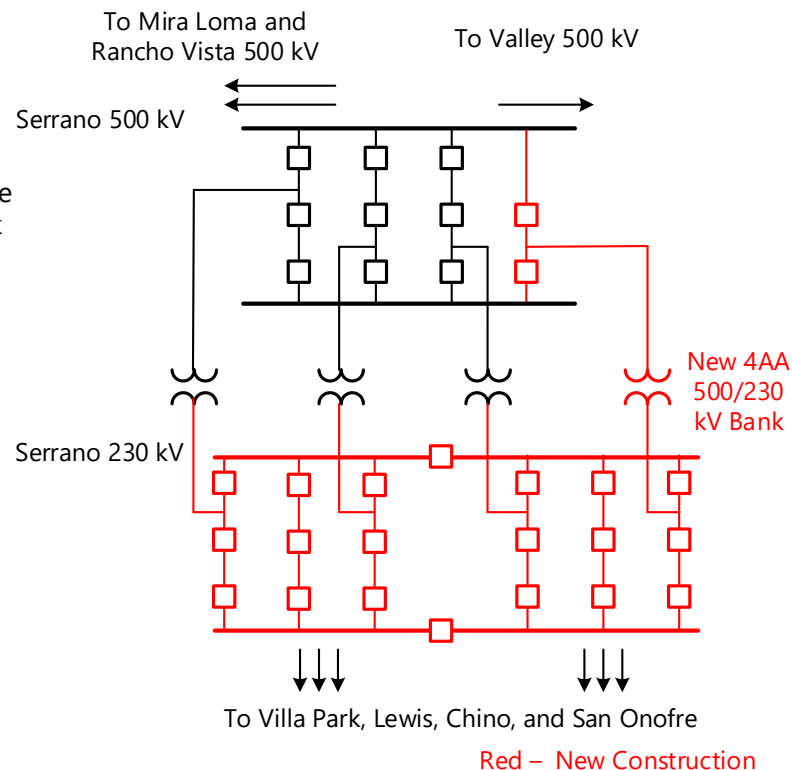 To Mira Loma and
Rancho Vista 500 kV
To Valley 500 kV
Serrano 500 kV
New 4AA
500/230
kV Bank
Serrano 230 kV
To Villa Park, Lewis, Chino, and San Onofre
Red – New Construction